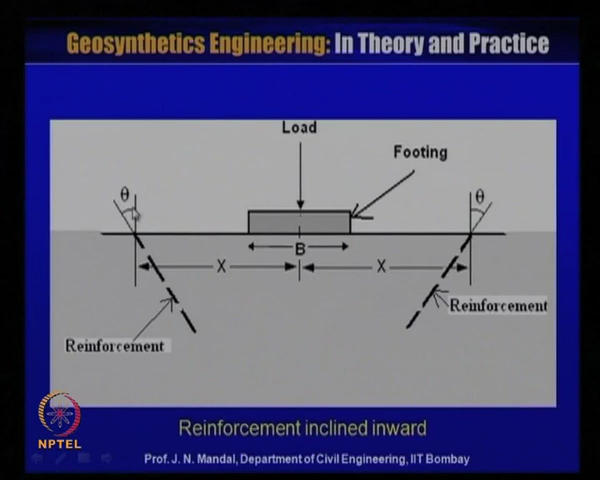 Geosynthetics Engineering: In Theory and Practice
Load
Footing
θ
θ
B
X
X
Reinforcement
Reinforcement
NPTEL
Reinforcement inclined inward
Prof. J. N. Mandal, Department of Civil Engineering, IIT Bombay